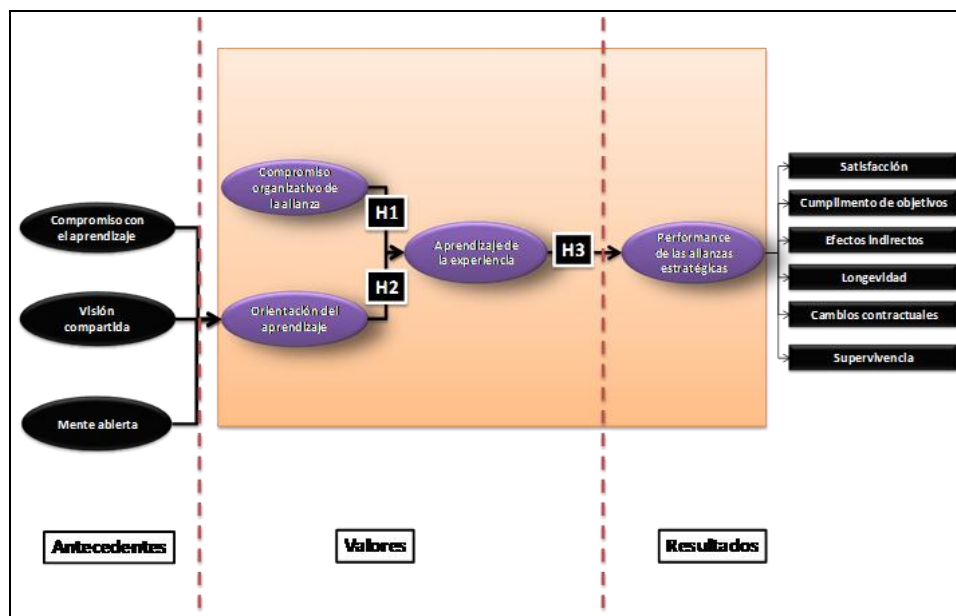 Compromiso con
el aprendizaje
Visión
compartida
Mente abierta
Compromiso
organizativo de
la alianza
Orientación del
aprendizaje
H1
H2
Aprendizaje de
la experiencia
H3
Performance
de las alianzas
estratégicas
Satisfacción
Cumplimento de objetivos
Efectos indirectos
Longevidad
Cambios contractuales
Supervivencia
Antecedentes
Valores
Resultados